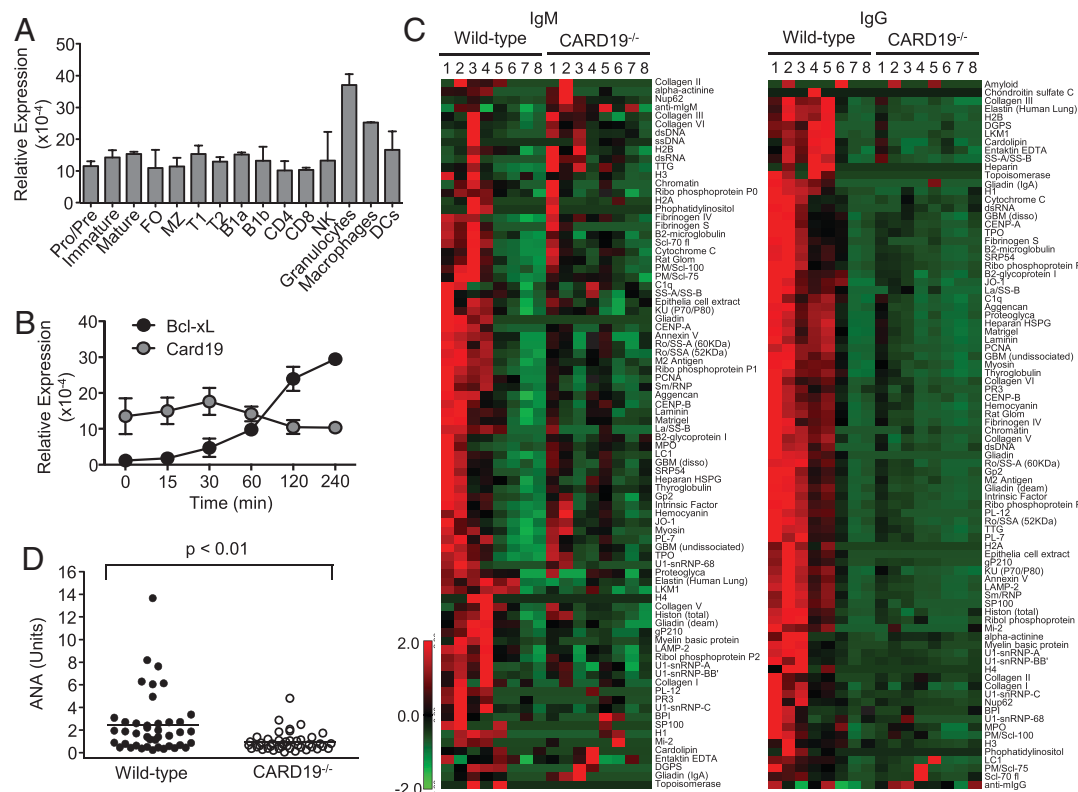 A
Relative Expression
(x10-4)
50
40
30
20
10
0
Pro/Pre
Immature
Mature
FO
MZ
T1
T2
B1a
B1b
CD4
CD8
NK
Granulocytes
Macrophages
DCs
B
Relative Expression
(x10-4)
40
30
20
10
0
Bcl-xL
Card19
0 15 30 60 120 240
Time (min)
D
p < 0.01
ANA (Units)
16
14
12
10
8
6
4
2
0
Wild-type
CARD19-/-
C
IgM
Wild-type CARD19-/-
1 2 3 4 5 6 7 8 1 2 3 4 5 6 7 8
Collagen II
alpha-actinine
Nup62
anti-mIgM
Collagen III
Collagen VI
dsDNA
ssDNA
H2B
dsRNA
TTG
H3
Chromatin
Ribo phosphoprotein P0
H2A
Phophatidylinositol
Fibrinogen IV
Fibrinogen S
B2-microglobulin
Scl-70 fl
Cytochrome C
Rat Glom
PM/Scl-100
PM/Scl-75
C1q
SS-A/SS-B
Epithelia cell extract
KU (P70/P80)
Gliadin
CENP-A
Annexin V
Ro/SS-A (60KDa)
Ro/SSA (52KDa)
M2 Antigen
Ribo phosphoprotein P1
PCNA
Sm/RNP
Aggencan
CENP-B
Laminin
Matrigel
La/SS-B
B2-glycoprotein I
MPO
LC1
GBM (disso)
SRP54
Heparan HSPG
Thyroglobulin
Gp2
Intrinsic Factor
Hemocyanin
JO-1
Myosin
PL-7
GBM (undissociated)
TPO
U1-snRNP-68
Proteoglyca
Elastin (Human Lung)
LKM1
H4
Collagen V
Histon (total)
Gliadin (deam)
gP210
Myelin basic protein
LAMP-2
Ribol phosphoprotein P2
U1-snRNP-A
U1-snRNP-BB'
Collagen I
PL-12
PR3
U1-snRNP-C
BPI
SP100
H1
Mi-2
Cardolipin
Entaktin EDTA
DGPS
Gliadin (IgA)
Topoisomerase
2.0
0.0
-2.0
IgG
Wild-type CARD19-/-
1 2 3 4 5 6 7 8 1 2 3 4 5 6 7 8
Amyloid
Chondroitin sulfate C
Collagen III
Elastin (Human Lung)
H2B
DGPS
LKM1
Cardolipin
Entaktin EDTA
SS-A/SS-B
Heparin
Topoisomerase
Gliadin (IgA)
H1
Cytochrome C
dsRNA
GBM (disso)
CENP-A
TPO
Fibrinogen S
B2-microglobulin
SRP54
Ribo phosphoprotein P
B2-glycoprotein I
JO-1
La/SS-B
C1q
Aggencan
Proteoglyca
Heparan HSPG
Matrigel
Laminin
PCNA
GBM (undissociated)
Myosin
Thyroglobulin
Collagen VI
PR3
CENP-B
Hemocyanin
Rat Glom
Fibrinogen IV
Chromatin
Collagen V
dsDNA
Gliadin
Ro/SS-A (60KDa)
Gp2
M2 Antigen
Gliadin (deam)
Intrinsic Factor
Ribo phosphoprotein P
PL-12
Ro/SSA (52KDa)
TTG
PL-7
H2A
Epithelia cell extract
gP210
KU (P70/P80)
Annexin V
LAMP-2
Sm/RNP
SP100
Histon (total)
Ribol phosphoprotein
Mi-2
alpha-actinine
Myelin basic protein
U1-snRNP-A
U1-snRNP-BB'
H4
Collagen II
Collagen I
U1-snRNP-C
Nup62
BPI
U1-snRNP-68
MPO
PM/Scl-100
H3
Phophatidylinositol
LC1
PM/Scl-75
Scl-70 fl
anti-mIgG